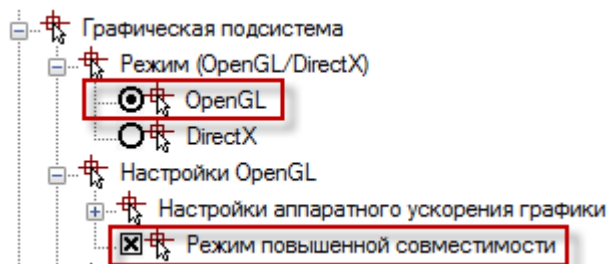 Графическая подсистема
Режим (OpenGL/DirectX)
OpenGL
DirectX
Настройки OpenGL
Настройки аппаратного ускорения графики
Режим повышенной совместимости